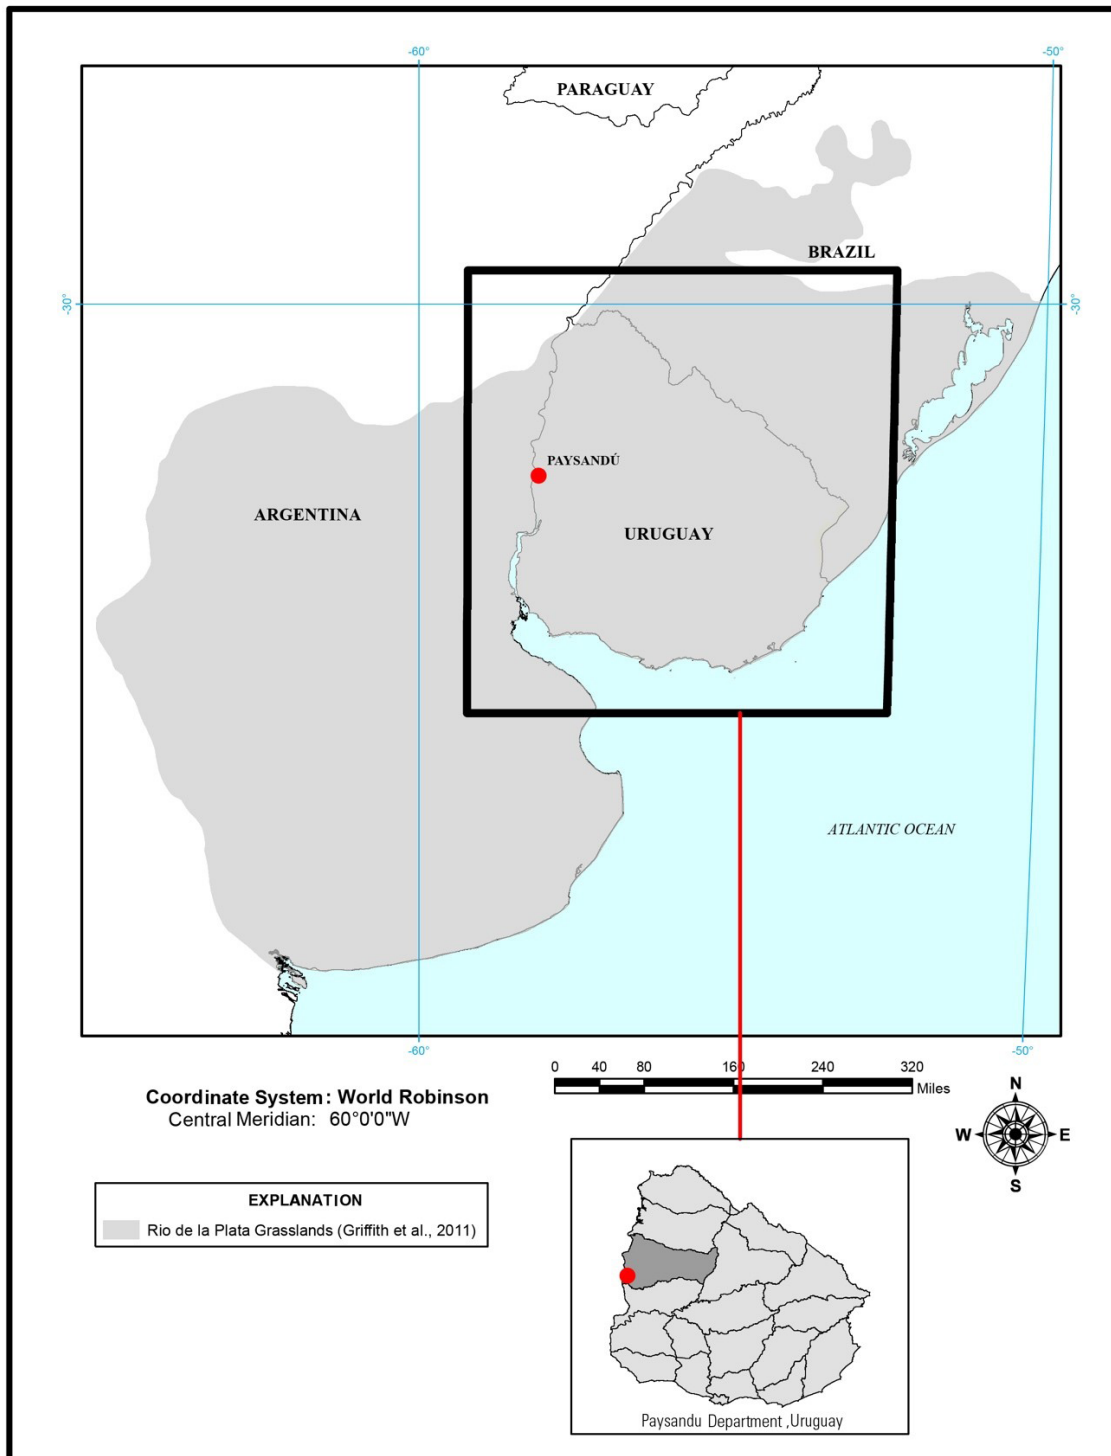 -60°
-50°
PARAGUAY
BRAZIL
-30°
-30°
PAYSANDÚ
ARGENTINA
URUGUAY
ATLANTIC OCEAN
-60°
-50°
0 40 80 160 240 320
Miles
Coordinate System: World Robinson
Central Meridian: 60°0'0"W
N
W E
S
EXPLANATION
Rio de la Plata Grasslands (Griffith et al., 2011)
Paysandu Department ,Uruguay